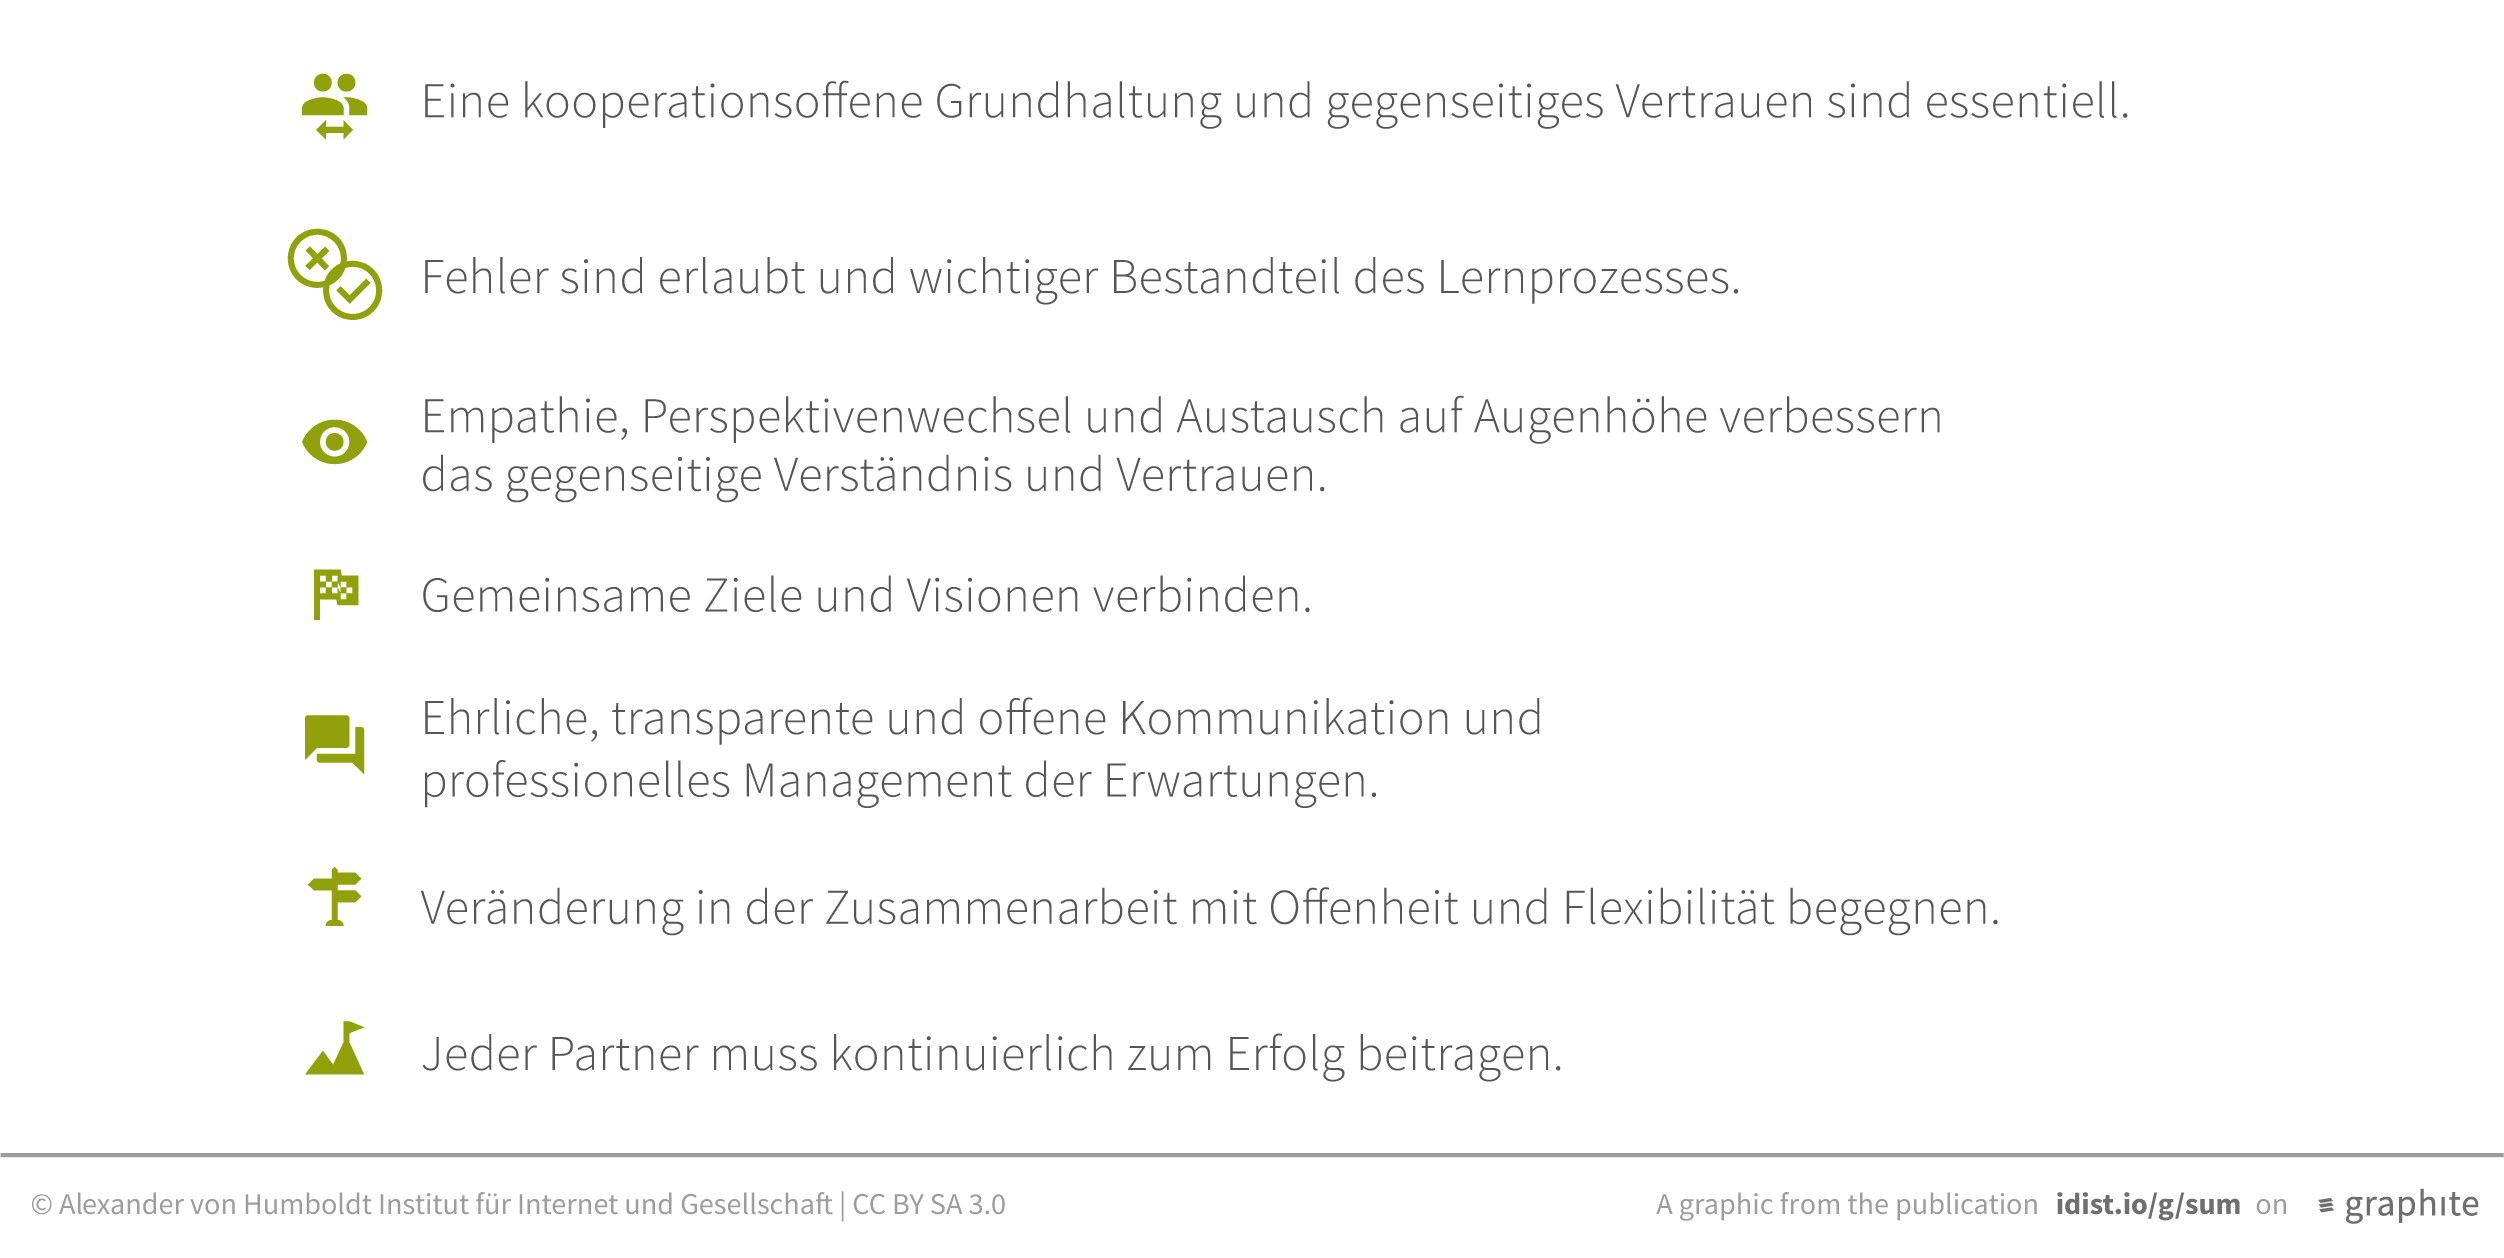 Eine kooperationsoffene Grundhaltung und gegenseitiges Vertrauen sind essentiell.
Fehler sind erlaubt und wichtiger Bestandteil des Lernprozesses.
Empathie, Perspektivenwechsel und Austausch auf Augenhöhe verbessern
das gegenseitige Verständnis und Vertrauen.
Gemeinsame Ziele und Visionen verbinden.
Ehrliche, transparente und offene Kommunikation und
professionelles Management der Erwartungen.
Veränderung in der Zusammenarbeit mit Offenheit und Flexibilität begegnen.
Jeder Partner muss kontinuierlich zum Erfolg beitragen.
© Alexander von Humboldt Institut für Internet und Gesellschaft | CC BY SA 3.0
A graphic from the publication idist.io/g/sum on graphite